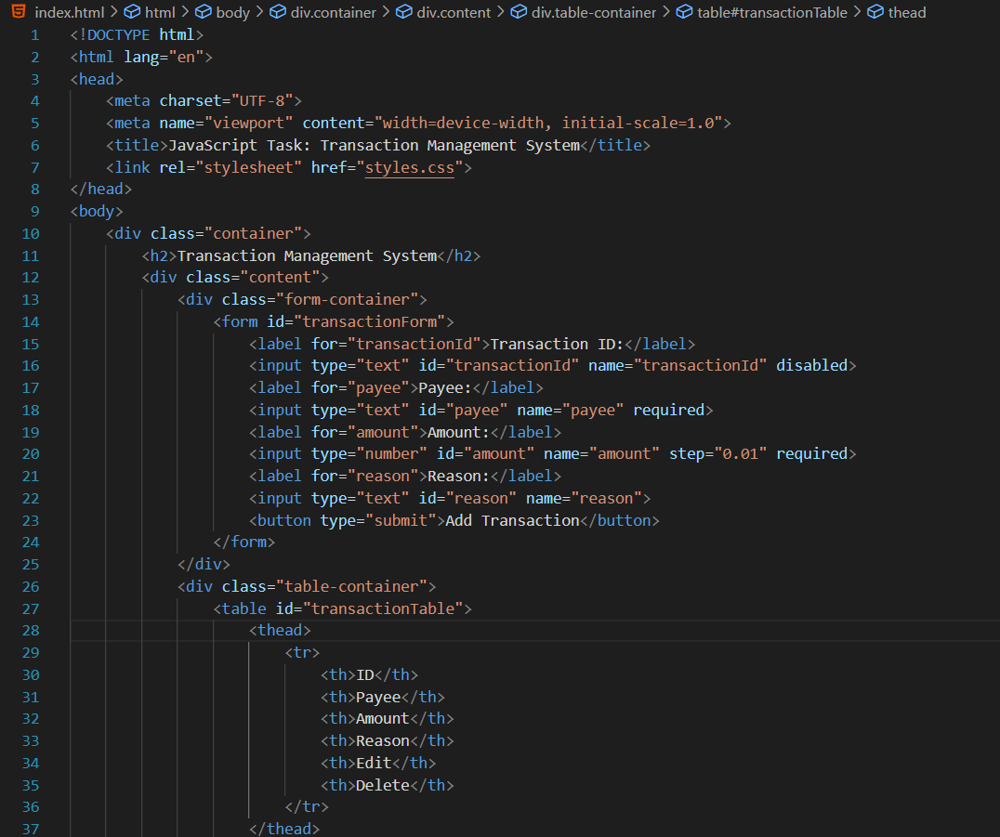 index.html > html > body > div.container > div.content > div.table-container > table#transactionTable > thead
1 <!DOCTYPE html>
2 <html lang="en">
3 <head>
4     <meta charset="UTF-8">
5     <meta name="viewport" content="width=device-width, initial-scale=1.0">
6     <title>JavaScript Task: Transaction Management System</title>
7     <link rel="stylesheet" href="styles.css">
8 </head>
9 <body>
10     <div class="container">
11         <h2>Transaction Management System</h2>
12         <div class="content">
13             <div class="form-container">
14                 <form id="transactionForm">
15                     <label for="transactionId">Transaction ID:</label>
16                     <input type="text" id="transactionId" name="transactionId" disabled>
17                     <label for="payee">Payee:</label>
18                     <input type="text" id="payee" name="payee" required>
19                     <label for="amount">Amount:</label>
20                     <input type="number" id="amount" name="amount" step="0.01" required>
21                     <label for="reason">Reason:</label>
22                     <input type="text" id="reason" name="reason">
23                     <button type="submit">Add Transaction</button>
24                 </form>
25             </div>
26             <div class="table-container">
27                 <table id="transactionTable">
28                     <thead>
29                         <tr>
30                             <th>ID</th>
31                             <th>Payee</th>
32                             <th>Amount</th>
33                             <th>Reason</th>
34                             <th>Edit</th>
35                             <th>Delete</th>
36                         </tr>
37                     </thead>